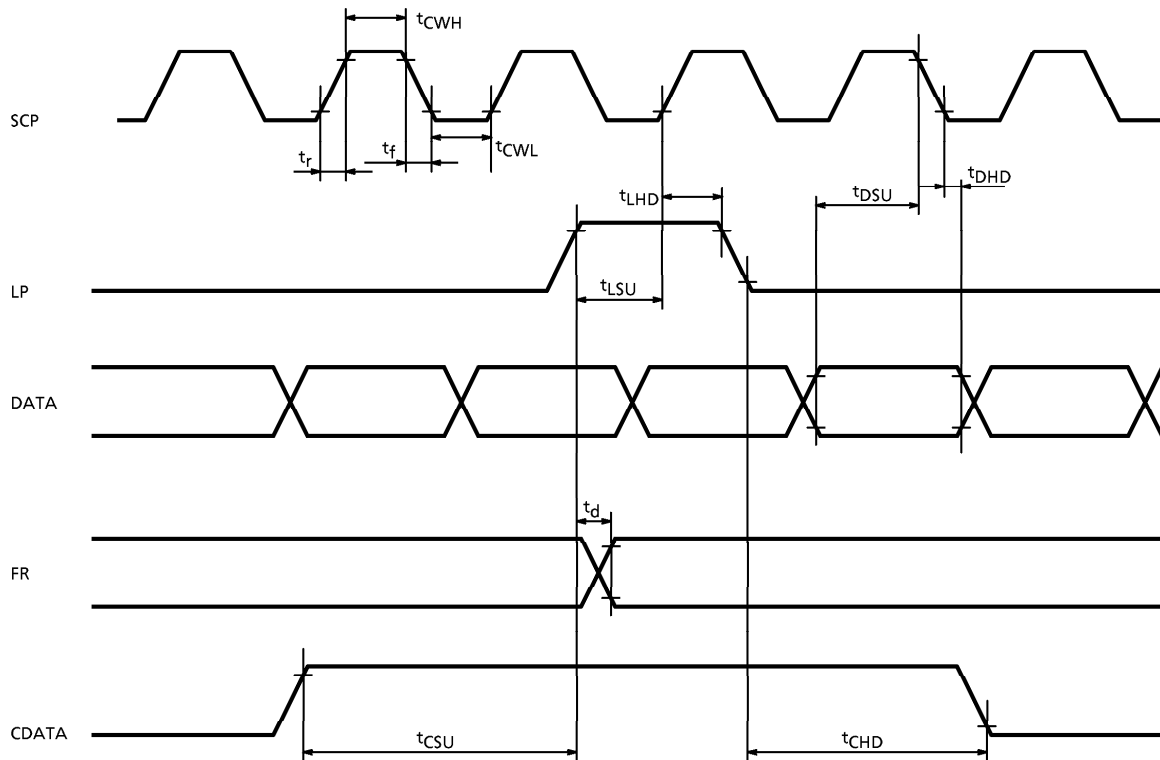 tCWH
SCP
tr
tf
tCWL
tLHD
tDSU
tDHD
LP
tLSU
DATA
td
FR
CDATA
tCSU
tCHD